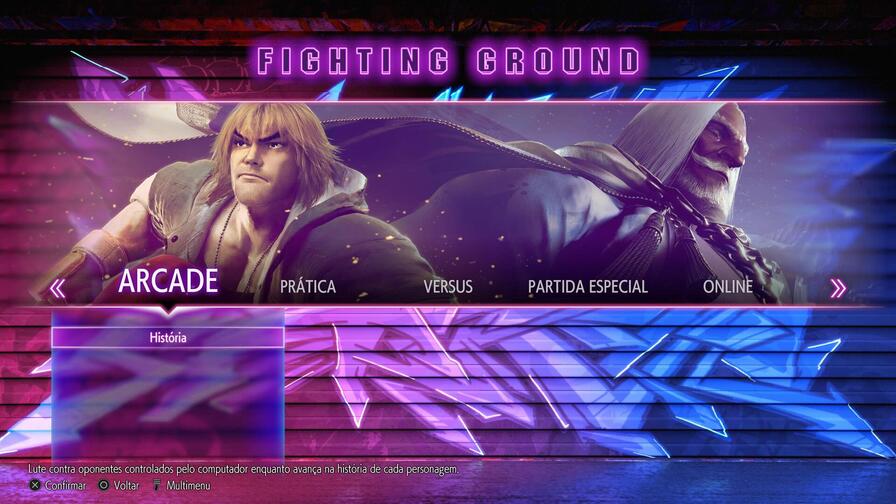 FIGHTING GROUND
ARCADE
PRÁTICA
VERSUS
PARTIDA ESPECIAL
ONLINE
História
Lute contra oponentes controlados pelo computador enquanto avança na história de cada personagem.
Confirmar Voltar Multimenu